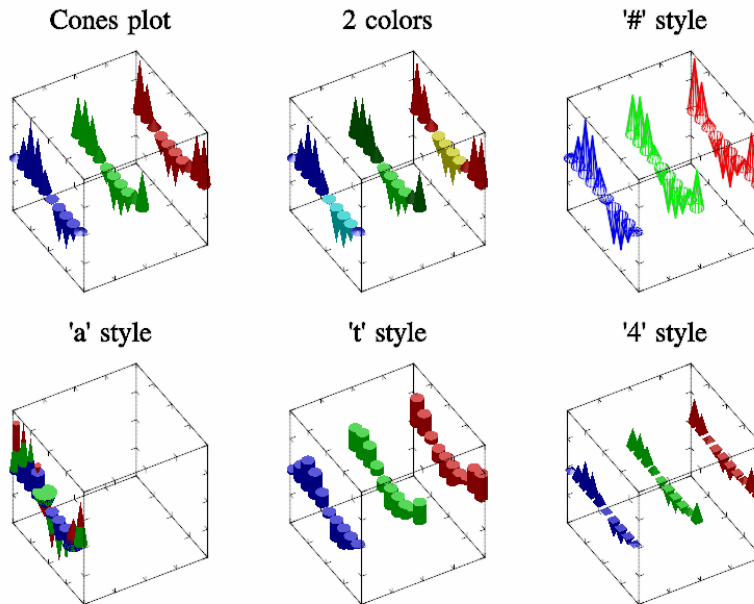 Cones plot
2 colors
'#' style
'a' style
't' style
'4' style